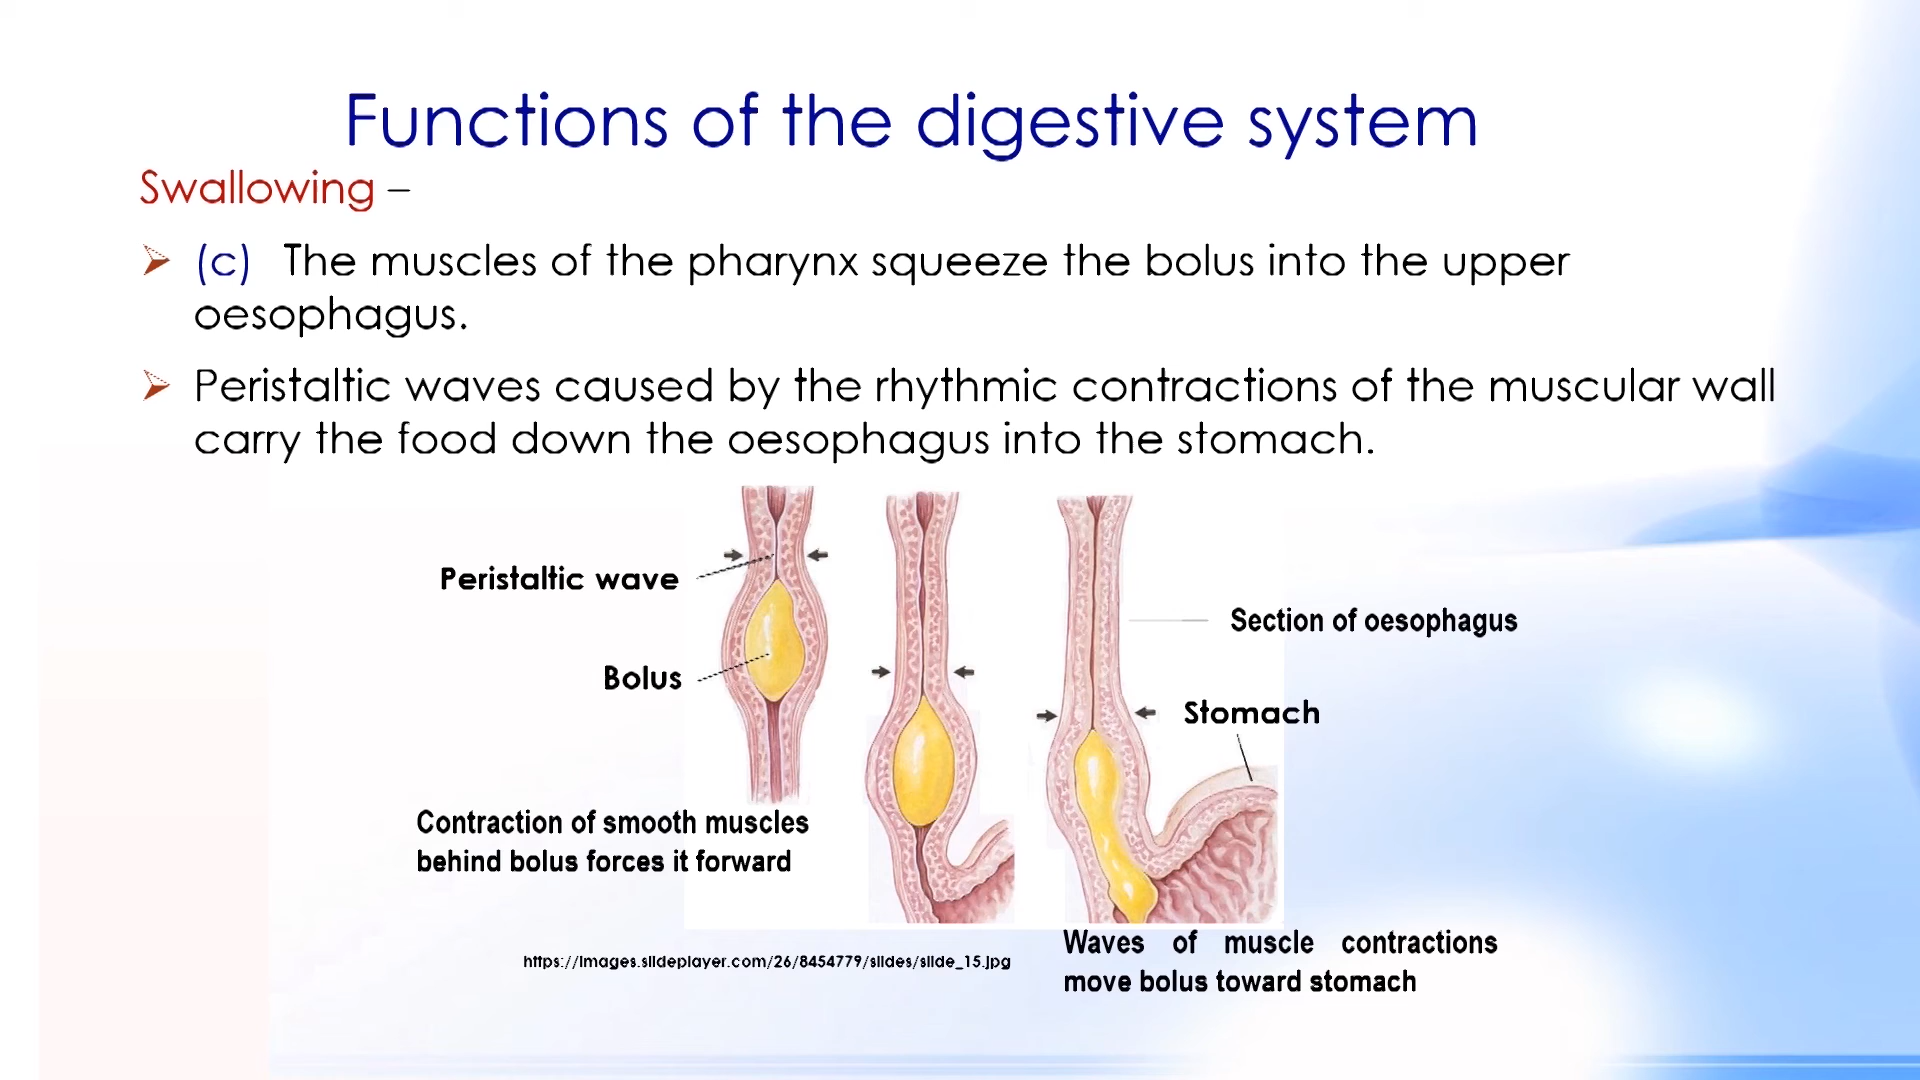 Functions of the digestive system
Swallowing –
(c) The muscles of the pharynx squeeze the bolus into the upper
oesophagus.
Peristaltic waves caused by the rhythmic contractions of the muscular wall
carry the food down the oesophagus into the stomach.
Peristaltic wave
Section of oesophagus
Bolus
Stomach
Contraction of smooth muscles
behind bolus forces it forward
Waves of muscle contractions
move bolus toward stomach
https://images.slideplayer.com/26/8454779/slides/slide_15.jpg